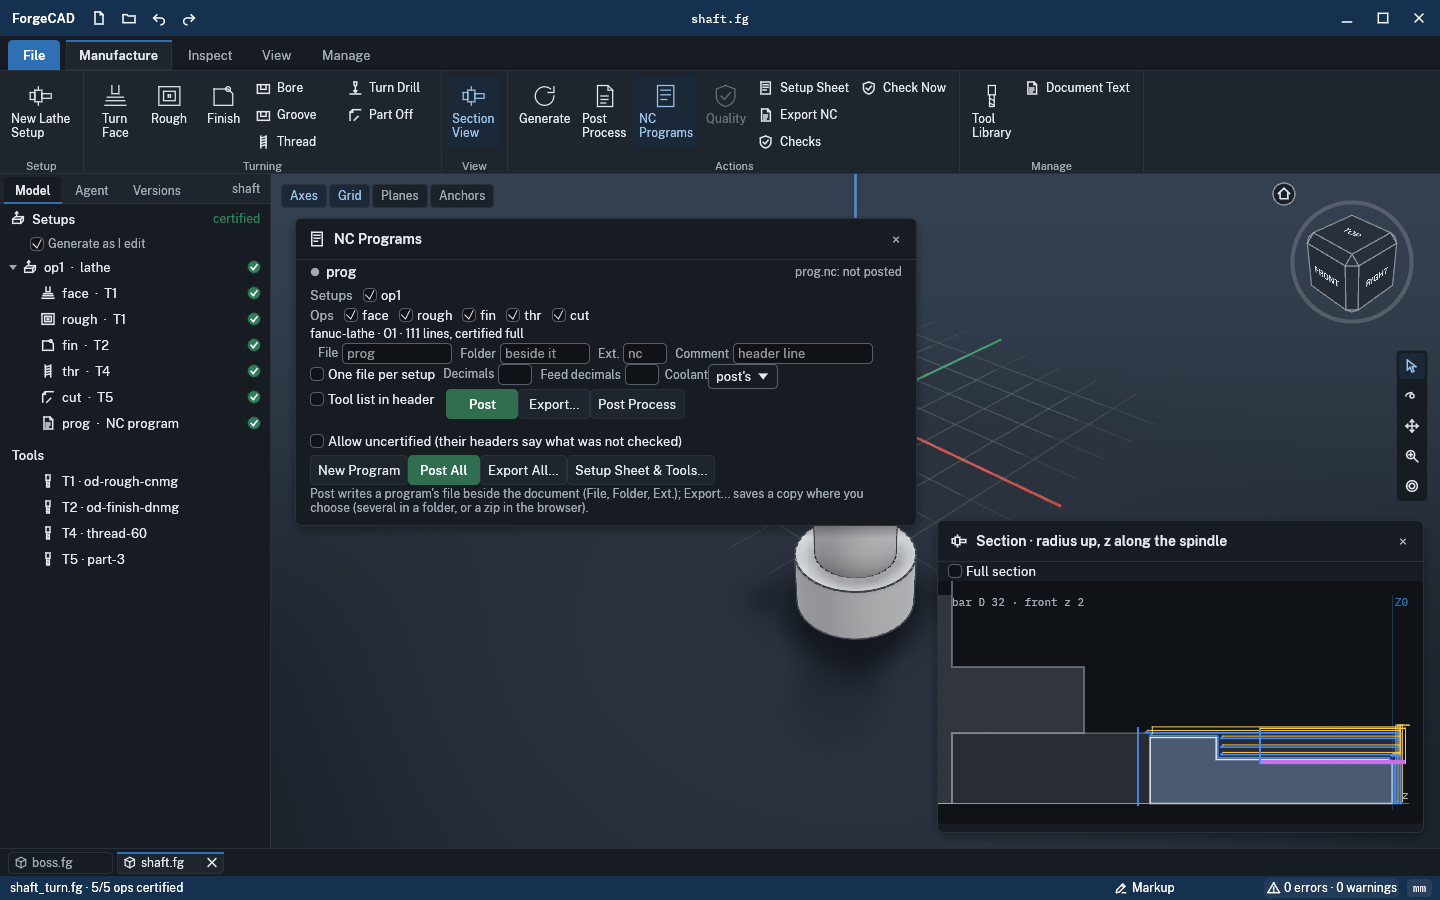 ForgeCAD
shaft.fg
File
Manufacture
Inspect
View
Manage
New Lathe
Setup
Setup
Turn
Face
Rough
Finish
Bore
Groove
Thread
Turn Drill
Part Off
Turning
Section
View
View
Generate
Post
Process
NC
Programs
Quality
Setup Sheet
Export NC
Checks
Check Now
Actions
Tool
Library
Document Text
Manage
Model
Agent
Versions
shaft
Setups
certified
Generate as I edit
op1 · lathe
face · T1
rough · T1
fin · T2
thr · T4
cut · T5
prog · NC program
Tools
T1 · od-rough-cnmg
T2 · od-finish-dnmg
T4 · thread-60
T5 · part-3
Axes
Grid
Planes
Anchors
NC Programs
prog
prog.nc: not posted
Setups op1
Ops face rough fin thr cut
fanuc-lathe · O1 · 111 lines, certified full
File prog Folder beside it Ext. nc Comment header line
One file per setup Decimals Feed decimals Coolant post's
Tool list in header Post Export... Post Process
Allow uncertified (their headers say what was not checked)
New Program Post All Export All... Setup Sheet & Tools...
Post writes a program's file beside the document (File, Folder, Ext.); Export... saves a copy where you
choose (several in a folder, or a zip in the browser).
TOP
FRONT
RIGHT
Section · radius up, z along the spindle
Full section
bar D 32 · front z 2
Z0
Z
boss.fg
shaft.fg
shaft_turn.fg · 5/5 ops certified
Markup
0 errors · 0 warnings
mm